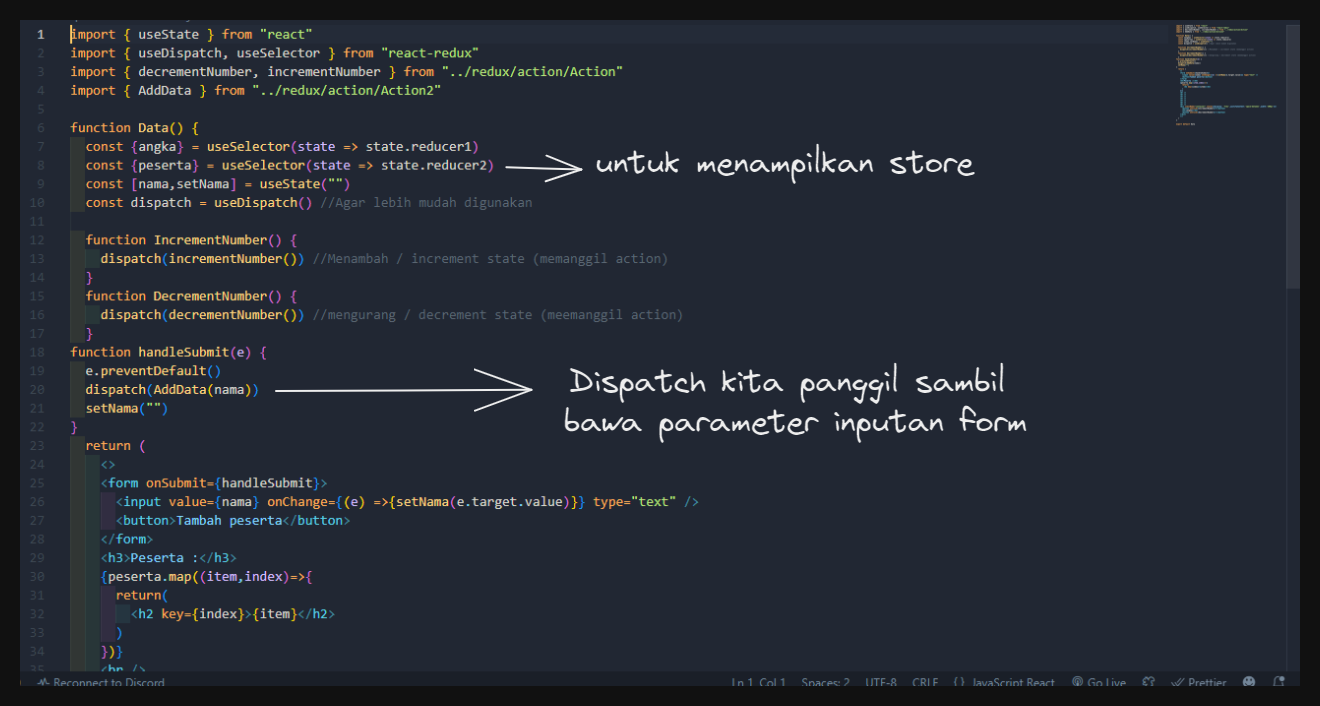 1 import { useState } from "react"
2 import { useDispatch, useSelector } from "react-redux"
3 import { decrementNumber, incrementNumber } from "../redux/action/Action"
4 import { AddData } from "../redux/action/Action2"
5
6 function Data() {
7 const {angka} = useSelector(state => state.reducer1)
8 const {peserta} = useSelector(state => state.reducer2)
untuk menampilkan store
9 const [nama,setNama] = useState("")
10 const dispatch = useDispatch() //Agar lebih mudah digunakan
11
12 function IncrementNumber() {
13 dispatch(incrementNumber()) //Menambah / increment state (memanggil action)
14 }
15 function DecrementNumber() {
16 dispatch(decrementNumber()) //mengurang / decrement state (meemanggil action)
17 }
18 function handleSubmit(e) {
19 e.preventDefault()
20 dispatch(AddData(nama))
Dispatch kita panggil sambil
bawa parameter inputan form
21 setNama("")
22 }
23 return (
24 <>
25 <form onSubmit={handleSubmit}>
26 <input value={nama} onChange={(e) =>{setNama(e.target.value)}} type="text" />
27 <button>Tambah peserta</button>
28 </form>
29 <h3>Peserta :</h3>
30 {peserta.map((item,index)=>{
31 return(
32 <h2 key={index}>{item}</h2>
33 )
34 })}
35 <br />
Reconnect to Discord
Ln 1, Col 1 Spaces: 2 UTF-8 CRLF {} JavaScript React Go Live Prettier